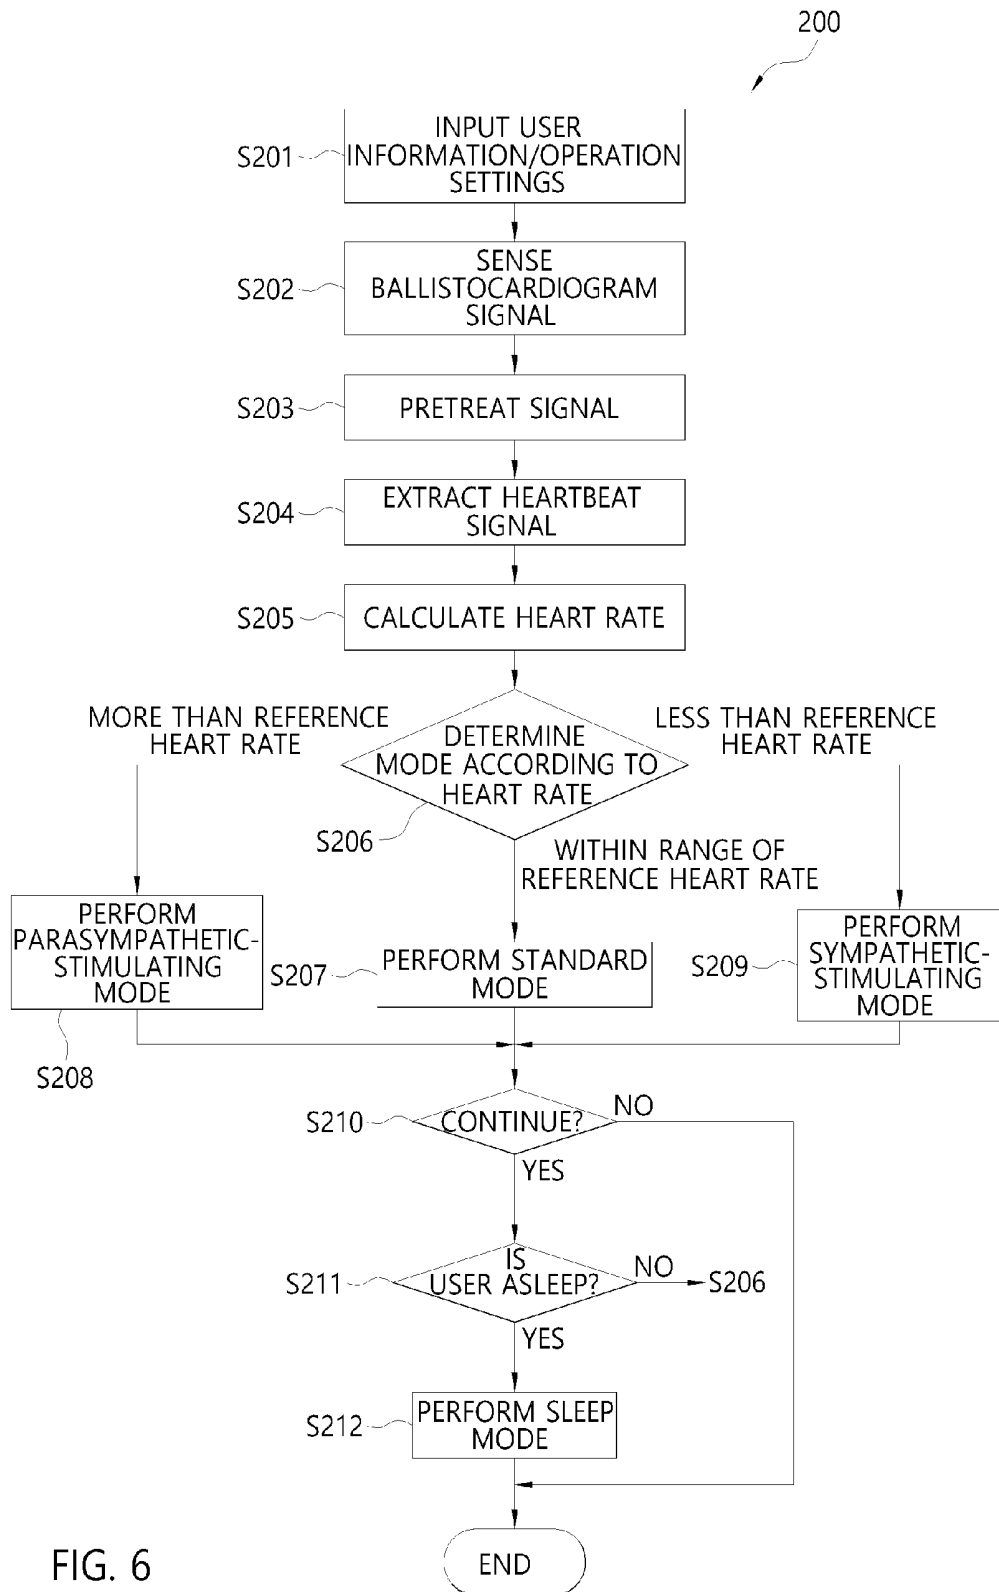 200
INPUT USER
INFORMATION/OPERATION
SETTINGS
S201
SENSE
BALLISTOCARDIOGRAM
SIGNAL
S202
PRETREAT SIGNAL
S203
EXTRACT HEARTBEAT
SIGNAL
S204
CALCULATE HEART RATE
S205
MORE THAN REFERENCE
HEART RATE
DETERMINE
MODE ACCORDING TO
HEART RATE
S206
LESS THAN REFERENCE
HEART RATE
WITHIN RANGE OF
REFERENCE HEART RATE
PERFORM
PARASYMPATHETIC-
STIMULATING
MODE
S208
S207
PERFORM STANDARD
MODE
S209
PERFORM
SYMPATHETIC-
STIMULATING
MODE
S210
CONTINUE?
NO
YES
S211
IS
USER ASLEEP?
NO
S206
YES
S212
PERFORM SLEEP
MODE
END
FIG. 6